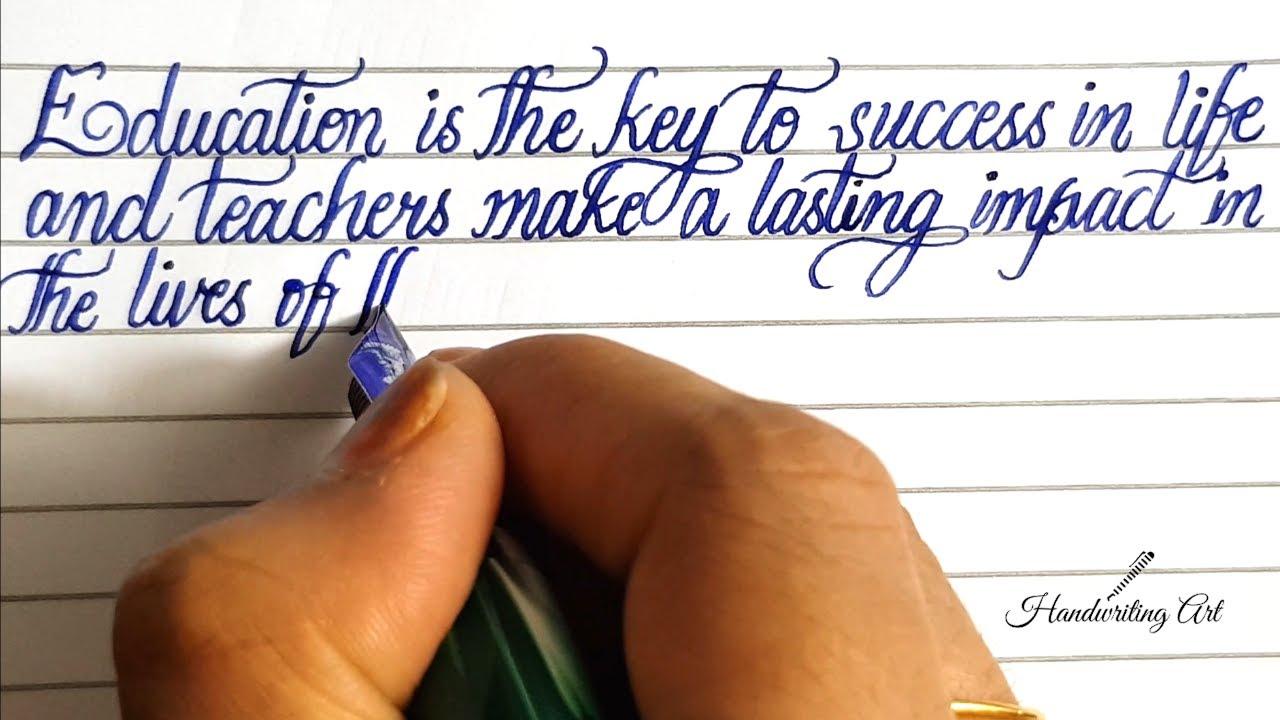 Education is the key to success in life
and teachers make a lasting impact in
the lives of
Handwriting Art